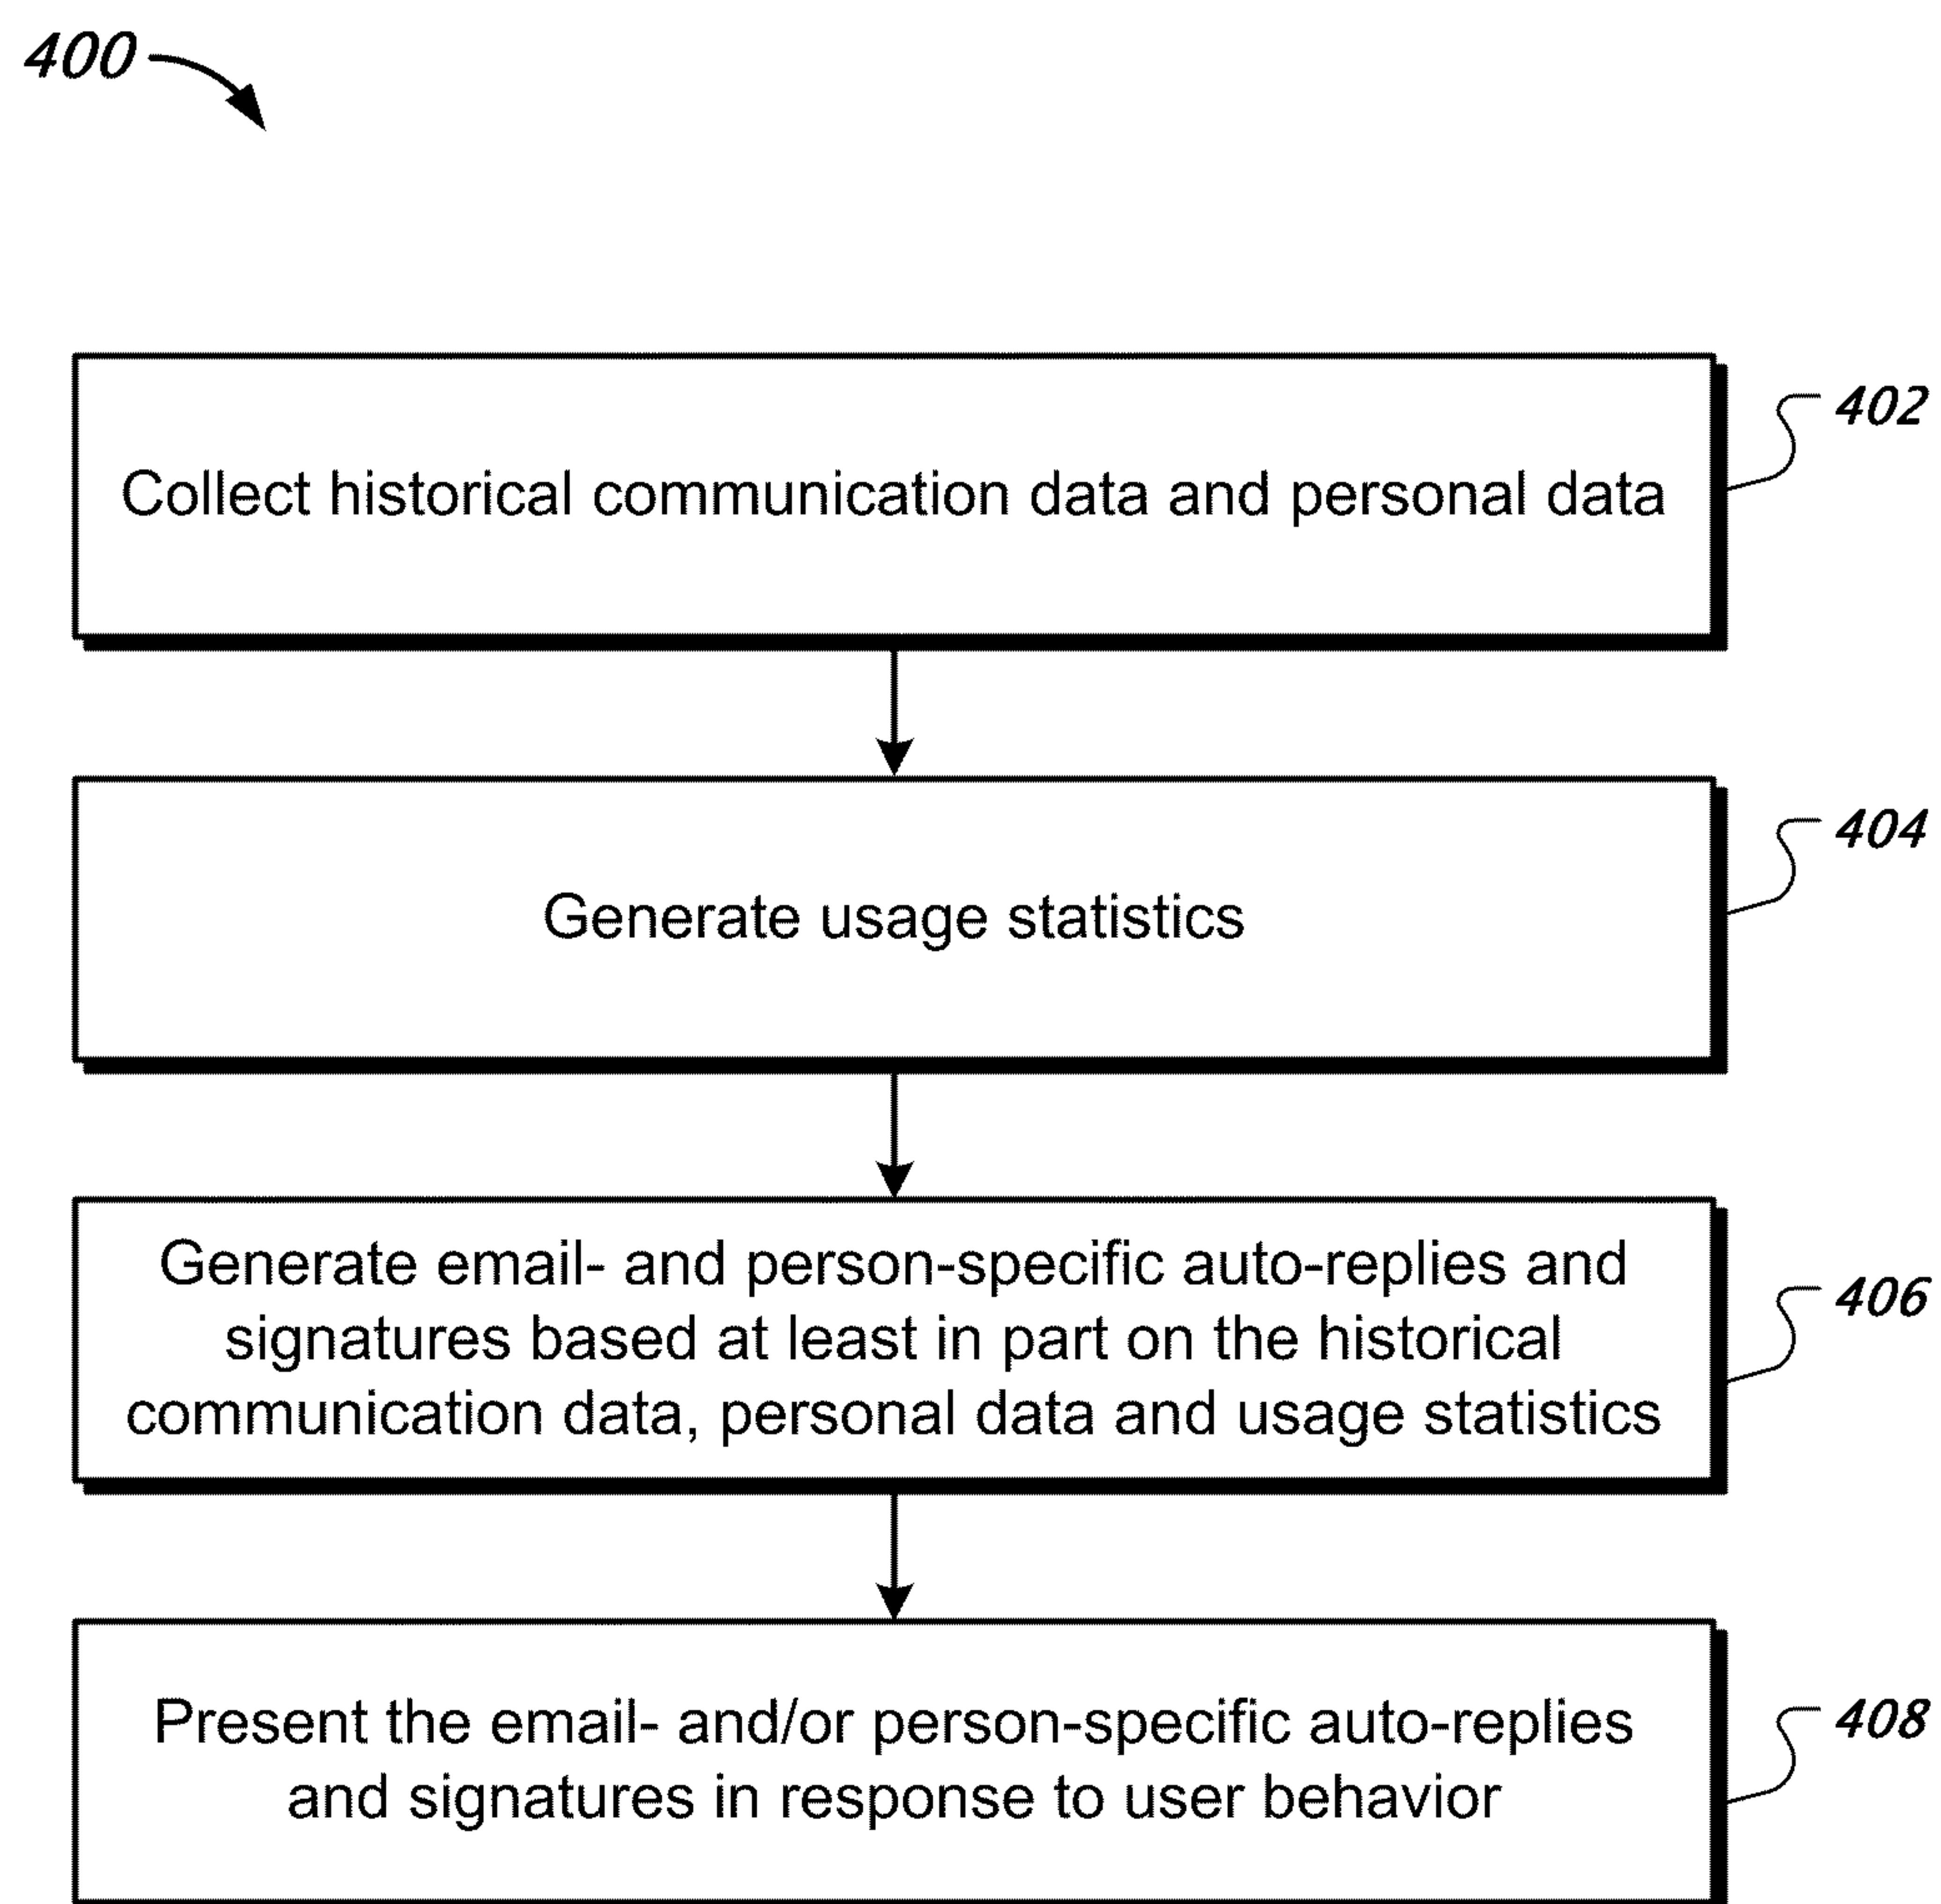 400
Collect historical communication data and personal data
402
Generate usage statistics
404
Generate email- and person-specific auto-replies and
signatures based at least in part on the historical
communication data, personal data and usage statistics
406
Present the email- and/or person-specific auto-replies
and signatures in response to user behavior
408